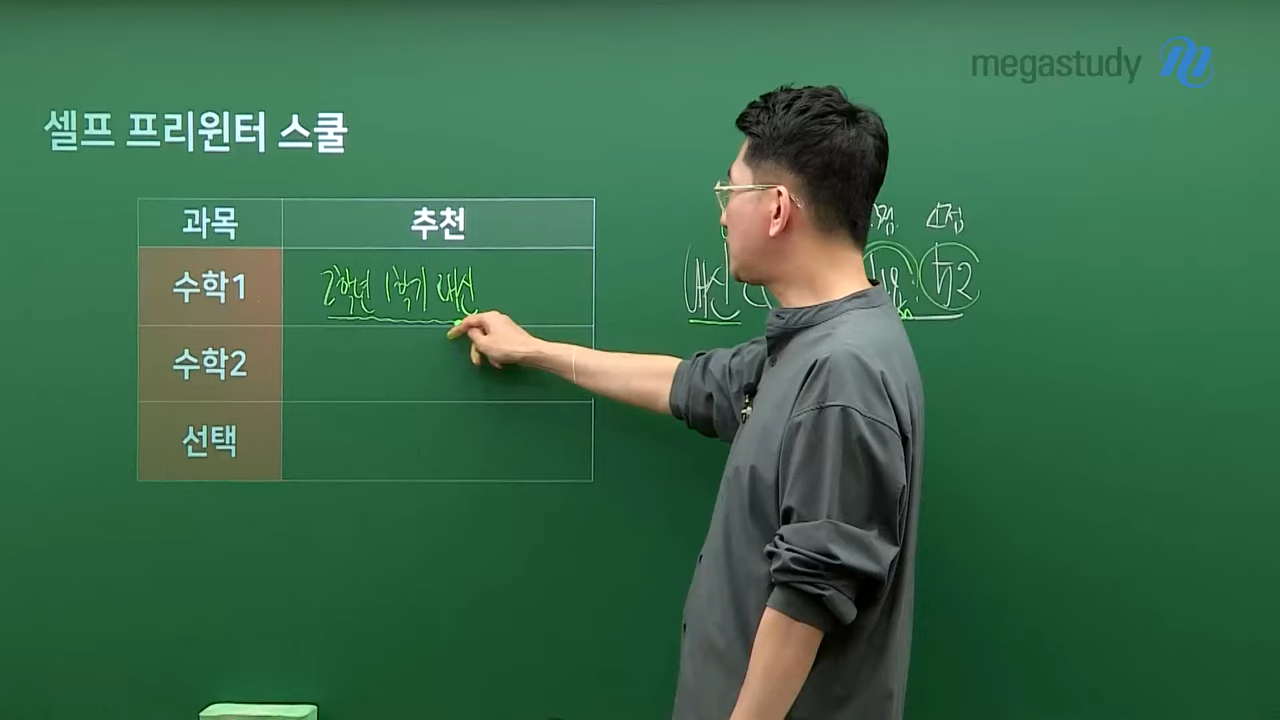 megastudy
셀프 프리윈터 스쿨
과목 추천
수학1 2학년 1학기 내신
수학2
선택
내신